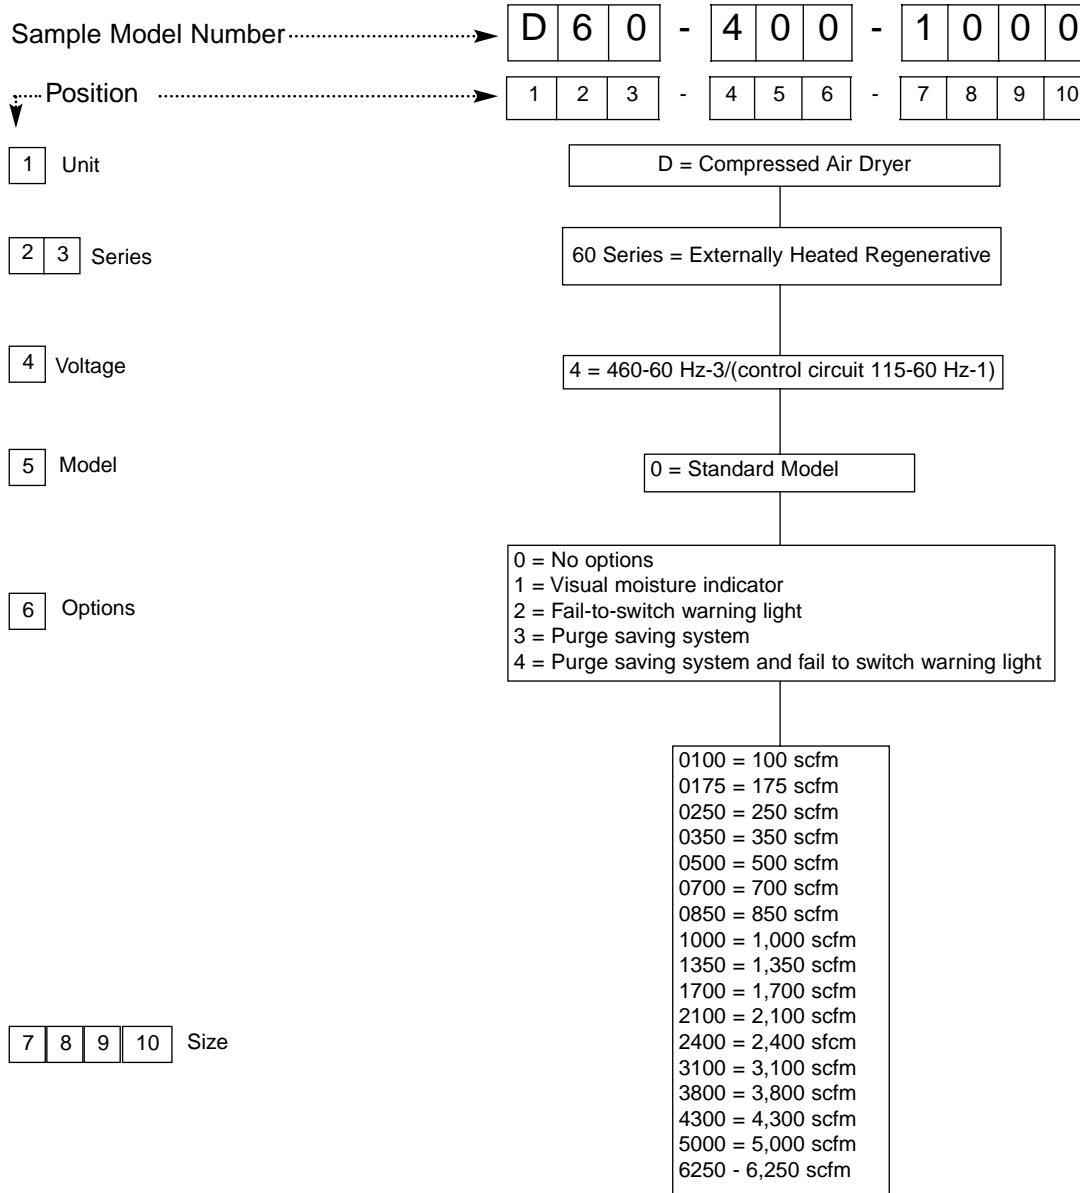 Sample Model Number D 6 0 - 4 0 0 - 1 0 0 0
Position 1 2 3 - 4 5 6 - 7 8 9 10
1 Unit D = Compressed Air Dryer
2 3 Series 60 Series = Externally Heated Regenerative
4 Voltage 4 = 460-60 Hz-3/(control circuit 115-60 Hz-1)
5 Model 0 = Standard Model
0 = No options
1 = Visual moisture indicator
6 Options 2 = Fail-to-switch warning light
3 = Purge saving system
4 = Purge saving system and fail to switch warning light
0100 = 100 scfm
0175 = 175 scfm
0250 = 250 scfm
0350 = 350 scfm
0500 = 500 scfm
0700 = 700 scfm
0850 = 850 scfm
1000 = 1,000 scfm
1350 = 1,350 scfm
1700 = 1,700 scfm
2100 = 2,100 scfm
7 8 9 10 Size 2400 = 2,400 sfcm
3100 = 3,100 scfm
3800 = 3,800 scfm
4300 = 4,300 scfm
5000 = 5,000 scfm
6250 - 6,250 scfm